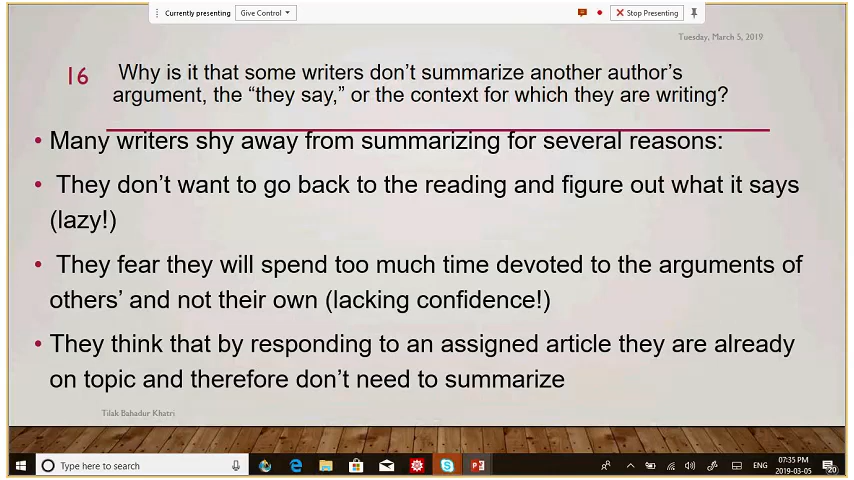 Currently presenting
Give Control
Stop Presenting
Tuesday, March 5, 2019
16
Why is it that some writers don't summarize another author's
argument, the "they say," or the context for which they are writing?
• Many writers shy away from summarizing for several reasons:
• They don't want to go back to the reading and figure out what it says
(lazy!)
• They fear they will spend too much time devoted to the arguments of
others' and not their own (lacking confidence!)
• They think that by responding to an assigned article they are already
on topic and therefore don't need to summarize
Tilak Bahadur Khatri
Type here to search
ENG
07:35 PM
2019-03-05
20